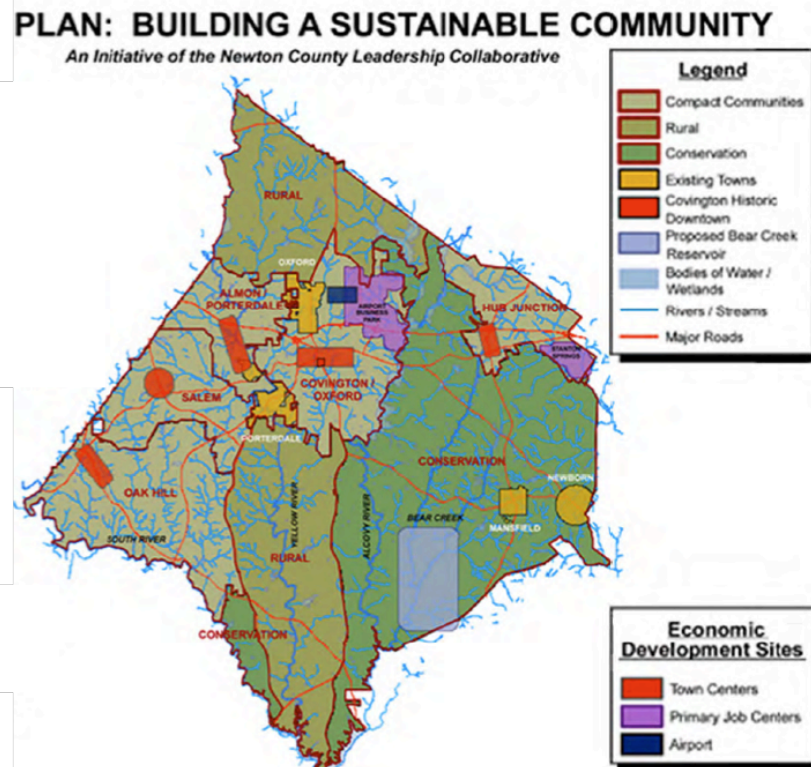 PLAN: BUILDING A SUSTAINABLE COMMUNITY
An Initiative of the Newton County Leadership Collaborative
Legend
Compact Communities
Rural
Conservation
Existing Towns
Covington Historic
Downtown
Proposed Bear Creek
Reservoir
Bodies of Water /
Wetlands
Rivers / Streams
Major Roads
RURAL
OXFORD
ALMON /
PORTERDALE
AIRPORT
BUSINESS
PARK
HUB JUNCTION
STANTON
SPRINGS
COVINGTON /
OXFORD
SALEM
PORTERDALE
CONSERVATION
OAK HILL
NEWBORN
MANSFIELD
YELLOW RIVER
ALCOVY RIVER
BEAR CREEK
SOUTH RIVER
RURAL
CONSERVATION
Economic
Development Sites
Town Centers
Primary Job Centers
Airport